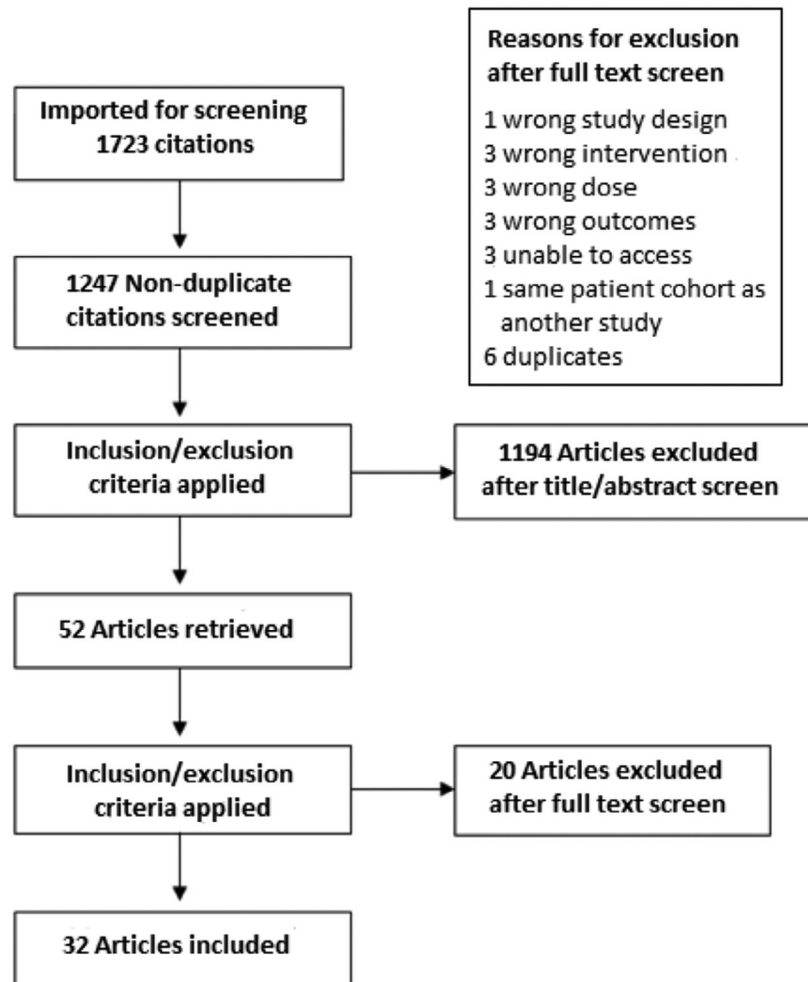 Reasons for exclusion
after full text screen
1 wrong study design
3 wrong intervention
3 wrong dose
3 wrong outcomes
3 unable to access
1 same patient cohort as
another study
6 duplicates
Imported for screening
1723 citations
1247 Non-duplicate
citations screened
Inclusion/exclusion
criteria applied
1194 Articles excluded
after title/abstract screen
52 Articles retrieved
Inclusion/exclusion
criteria applied
20 Articles excluded
after full text screen
32 Articles included